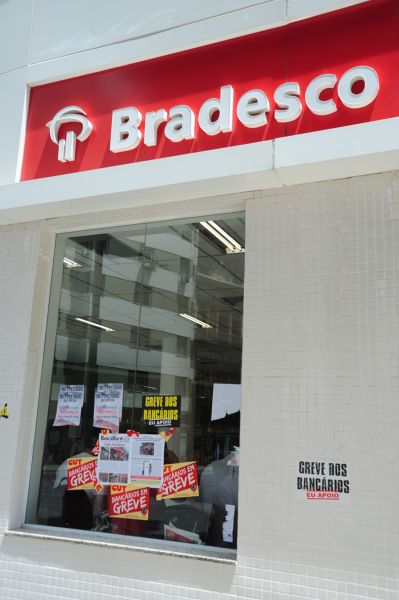 Bradesco
GREVE DOS
BANCÁRIOS
EU APOIO
CUT
BANCÁRIOS EM
GREVE
CUT
BANCÁRIOS EM
GREVE
BANCÁRIOS EM
GREVE
GREVE DOS
BANCÁRIOS
EU APOIO